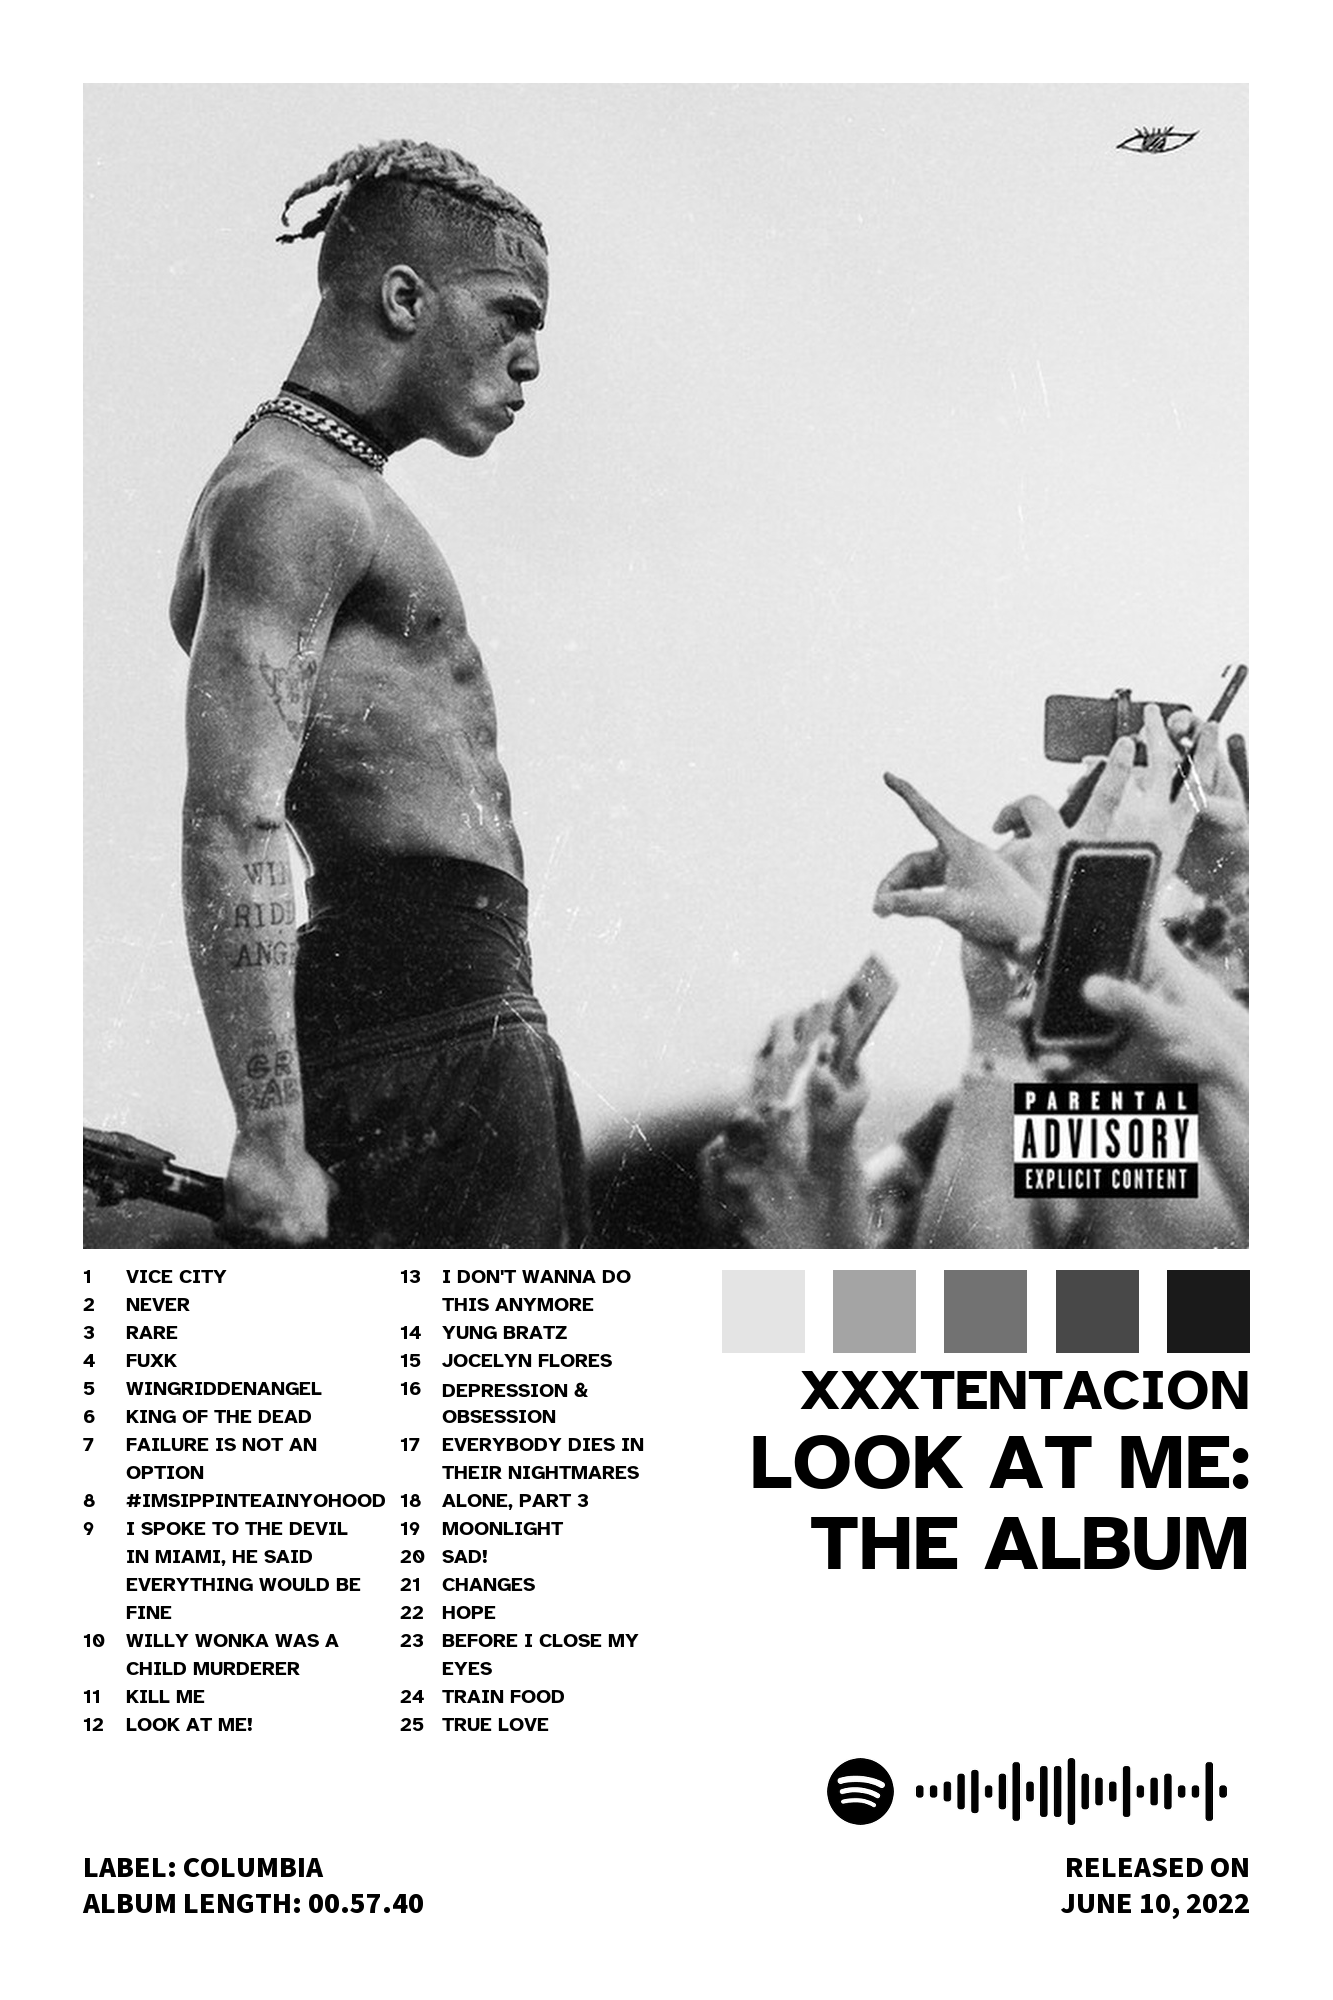 WI
RIDE
ANG
GR
BAB
PARENTAL
ADVISORY
EXPLICIT CONTENT
1 VICE CITY
2 NEVER
3 RARE
4 FUXK
5 WINGRIDDENANGEL
6 KING OF THE DEAD
7 FAILURE IS NOT AN
OPTION
8 #IMSIPPINTEAINYOHOOD
9 I SPOKE TO THE DEVIL
IN MIAMI, HE SAID
EVERYTHING WOULD BE
FINE
10 WILLY WONKA WAS A
CHILD MURDERER
11 KILL ME
12 LOOK AT ME!
13 I DON'T WANNA DO
THIS ANYMORE
14 YUNG BRATZ
15 JOCELYN FLORES
16 DEPRESSION &
OBSESSION
17 EVERYBODY DIES IN
THEIR NIGHTMARES
18 ALONE, PART 3
19 MOONLIGHT
20 SAD!
21 CHANGES
22 HOPE
23 BEFORE I CLOSE MY
EYES
24 TRAIN FOOD
25 TRUE LOVE
XXXTENTACION
LOOK AT ME:
THE ALBUM
LABEL: COLUMBIA
ALBUM LENGTH: 00.57.40
RELEASED ON
JUNE 10, 2022